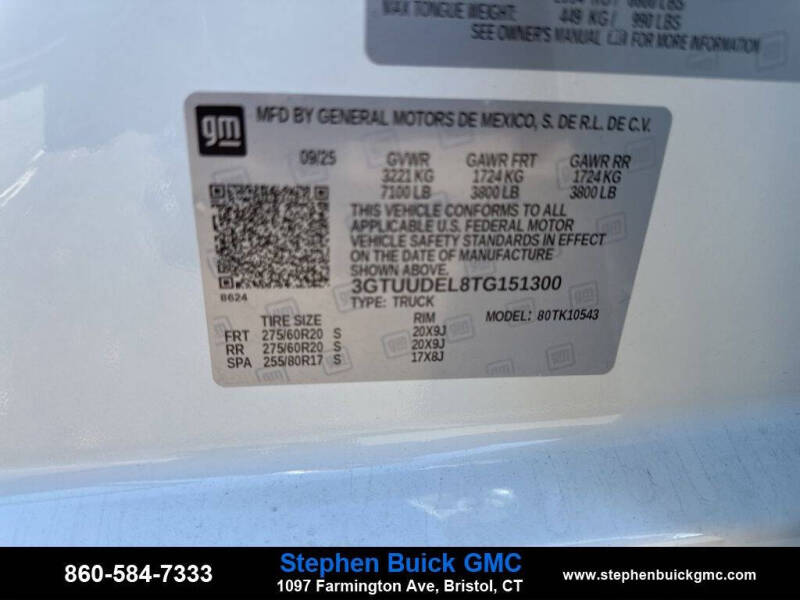 MAX TONGUE WEIGHT: 449 KG / 990 LBS
SEE OWNER'S MANUAL FOR MORE INFORMATION
gm MFD BY GENERAL MOTORS DE MEXICO, S. DE R.L. DE C.V.
09/25 GVWR GAWR FRT GAWR RR
3221 KG 1724 KG 1724 KG
7100 LB 3800 LB 3800 LB
THIS VEHICLE CONFORMS TO ALL
APPLICABLE U.S. FEDERAL MOTOR
VEHICLE SAFETY STANDARDS IN EFFECT
ON THE DATE OF MANUFACTURE
SHOWN ABOVE.
8624
3GTUUDEL8TG151300
TYPE: TRUCK
MODEL: 80TK10543
TIRE SIZE RIM
FRT 275/60R20 S 20X9J
RR 275/60R20 S 20X9J
SPA 255/80R17 S 17X8J
860-584-7333
Stephen Buick GMC
1097 Farmington Ave, Bristol, CT
www.stephenbuickgmc.com